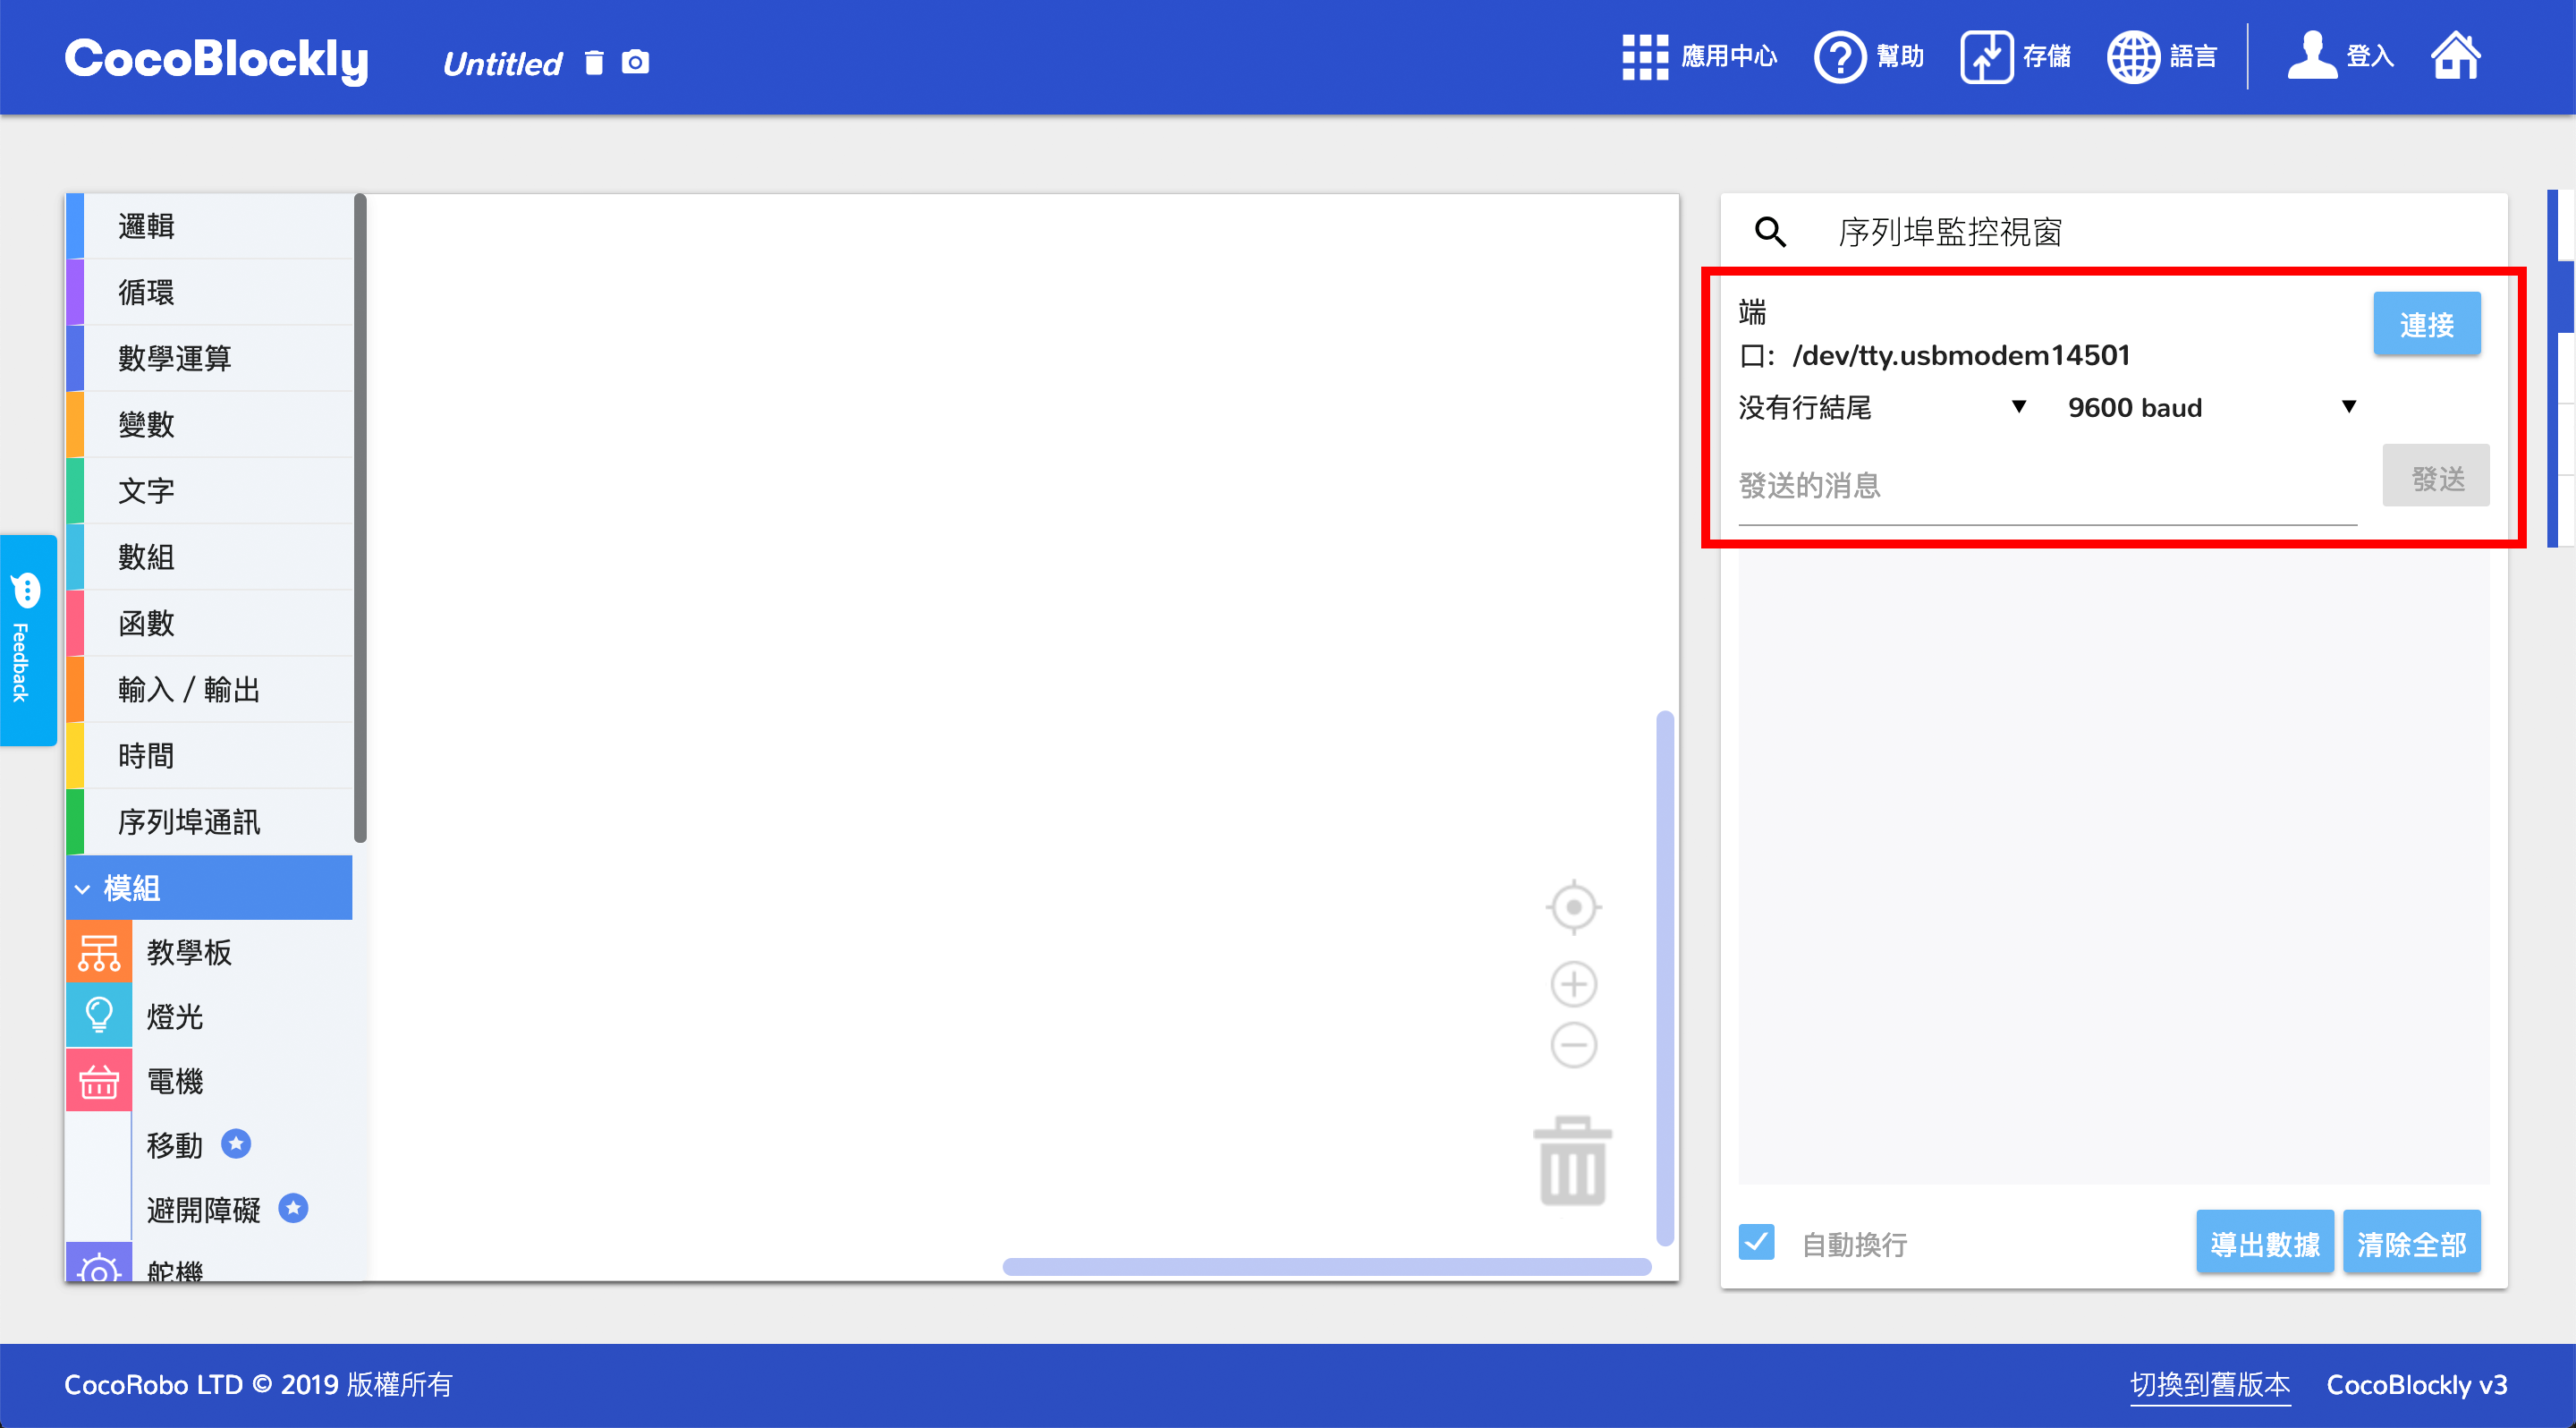 CocoBlockly
Untitled
應用中心
幫助
存儲
語言
登入
Feedback
邏輯
循環
數學運算
變數
文字
數組
函數
輸入 / 輸出
時間
序列埠通訊
模組
教學板
燈光
電機
移動
避開障礙
舵機
序列埠監控視窗
端
口: /dev/tty.usbmodem14501
連接
没有行結尾
9600 baud
發送的消息
發送
自動換行
導出數據
清除全部
CocoRobo LTD © 2019 版權所有
切換到舊版本
CocoBlockly v3